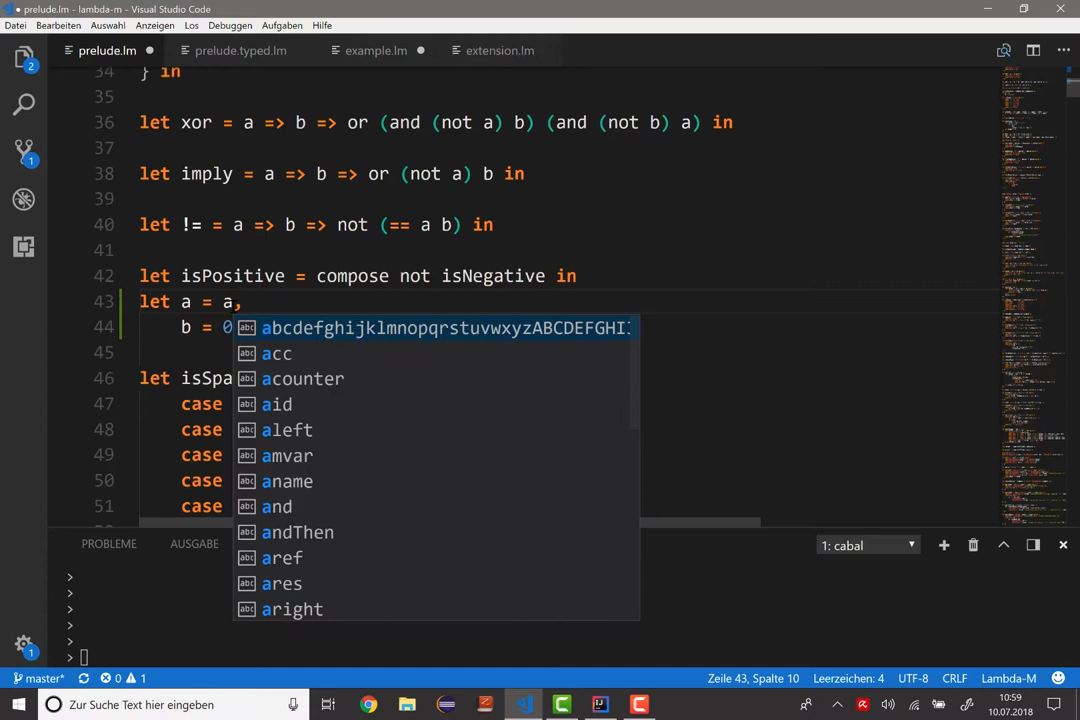 prelude.lm - lambda-m - Visual Studio Code
Datei Bearbeiten Auswahl Anzeigen Los Debuggen Aufgaben Hilfe
prelude.lm prelude.typed.lm example.lm extension.lm
34 } in
35
36 let xor = a => b => or (and (not a) b) (and (not b) a) in
37
38 let imply = a => b => or (not a) b in
39
40 let != = a => b => not (== a b) in
41
42 let isPositive = compose not isNegative in
43 let a = a,
44 b = 0
45
46 let isSpa
47 case
48 case
49 case
50 case
51 case
abcdefghijklmnopqrstuvwxyzABCDEFGHI
acc
acounter
aid
aleft
amvar
aname
and
andThen
aref
ares
aright
2
1
1
PROBLEME AUSGABE 1: cabal
>
>
>
>
>
>
master* 0 1 Zeile 43, Spalte 10 Leerzeichen: 4 UTF-8 CRLF Lambda-M
Zur Suche Text hier eingeben
10:59
10.07.2018